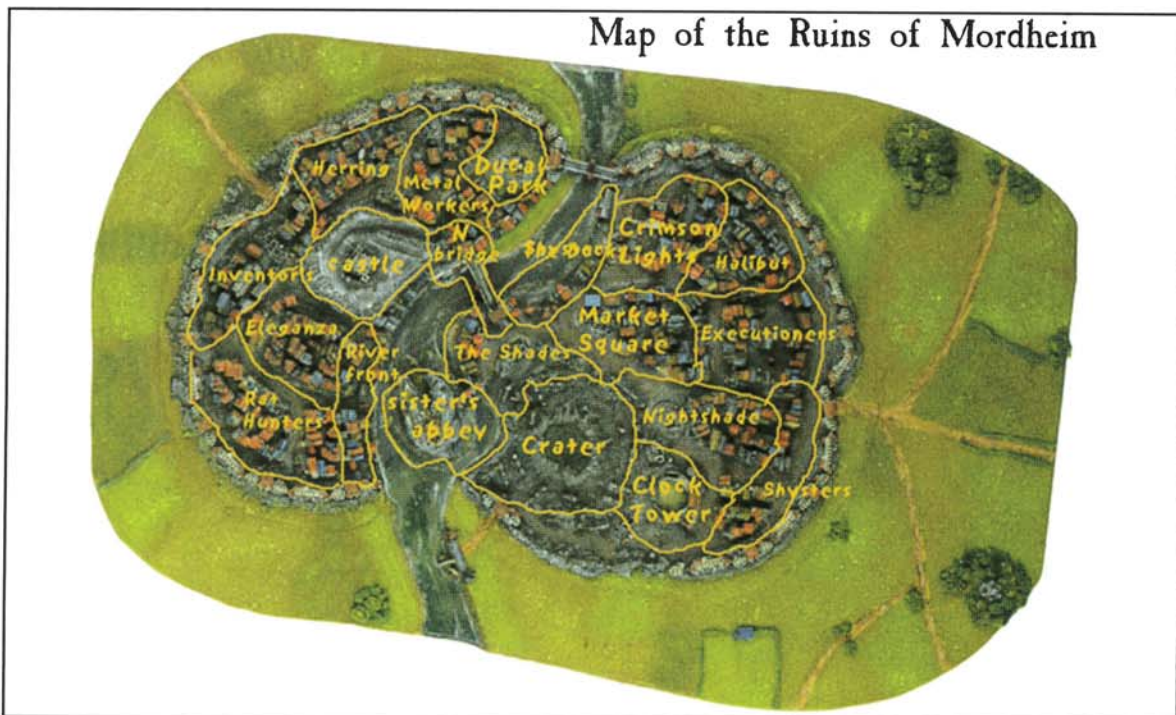 Map of the Ruins of Mordheim
Herring
Metal
Workers
Ducal
Park
N
bridge
Castle
Crimson
Lights
Halibut
Inventors
Eleganza
River
front
Market
Square
Executioners
The Shades
Rat
Hunters
Sister's
abbey
Crater
Nightshade
Clock
Tower
Shysters